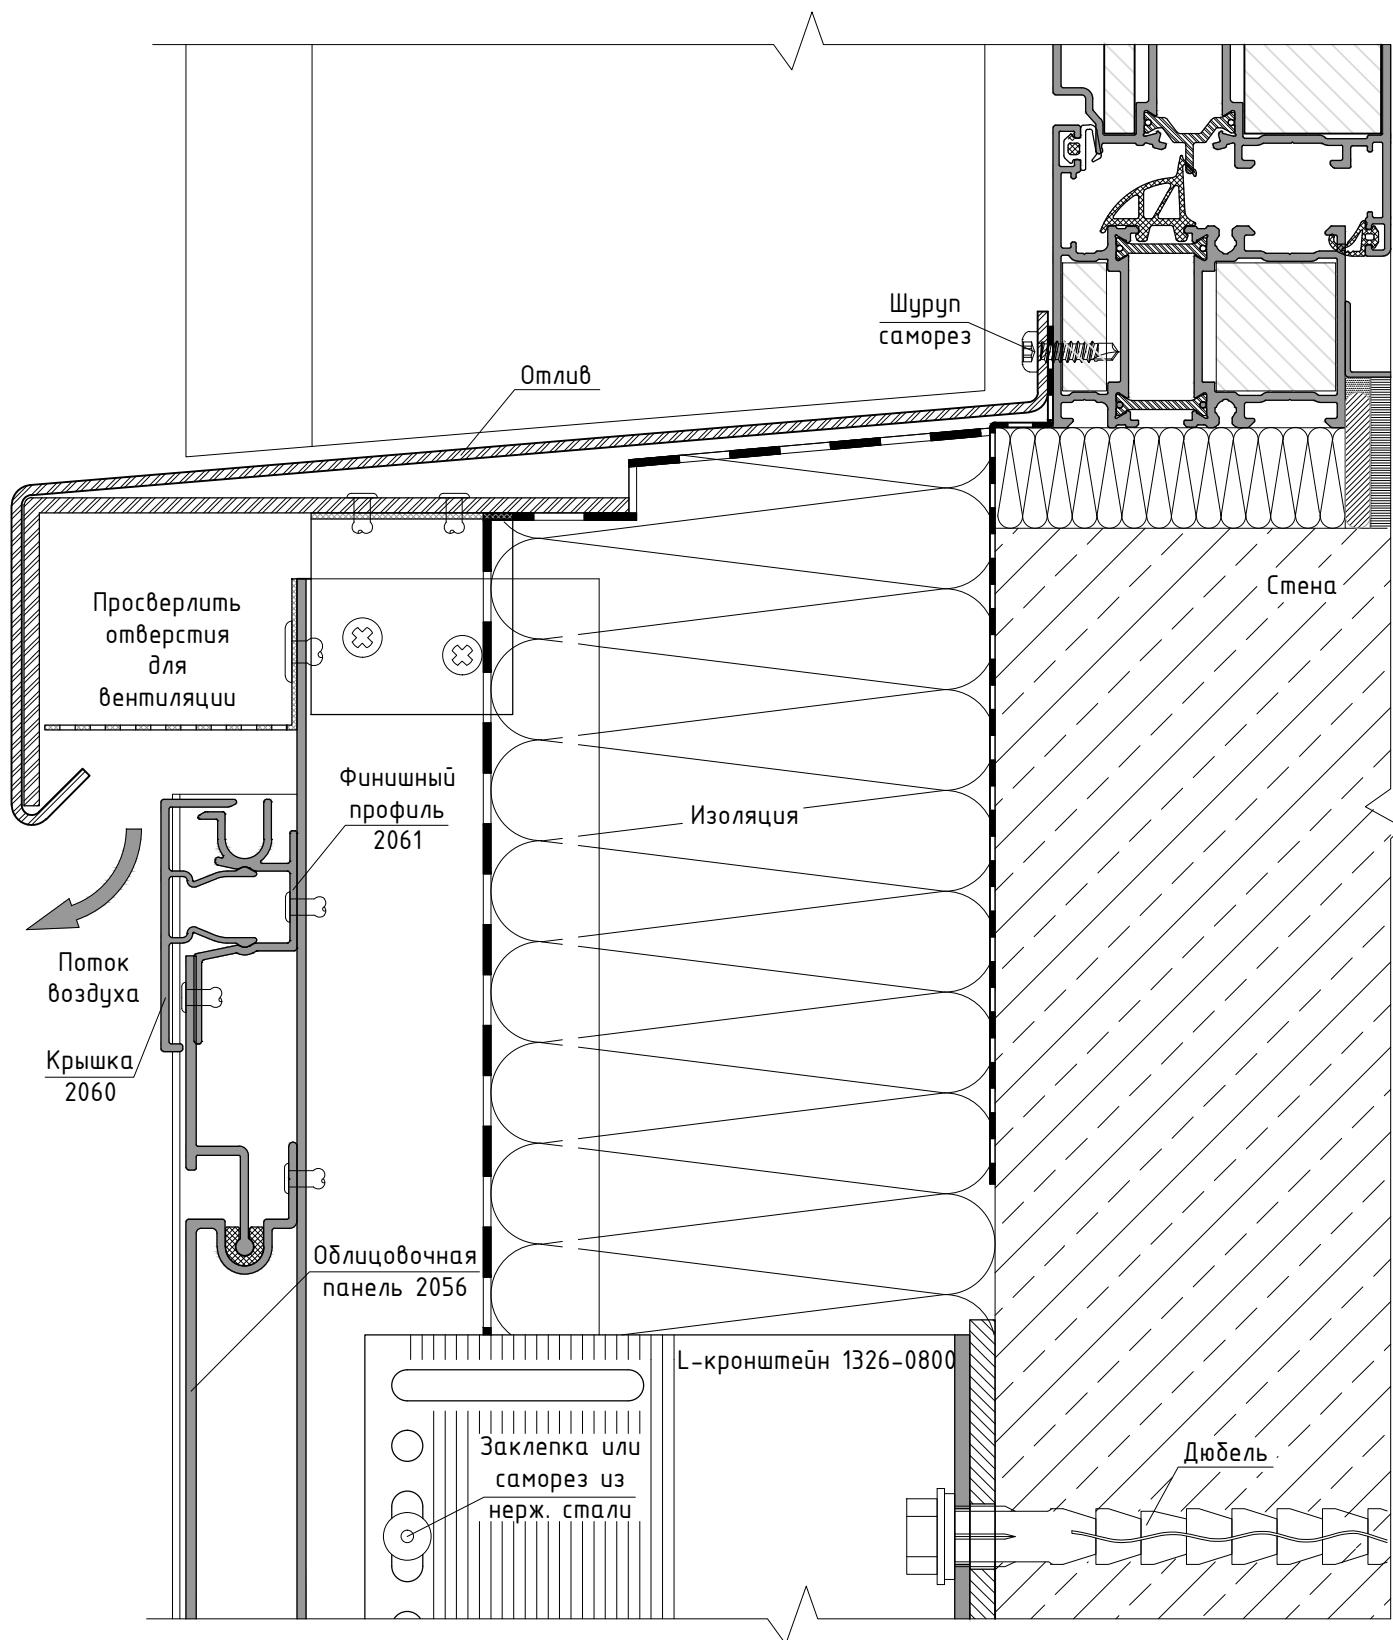 Шуруп
саморез
Отлив
Стена
Просверлить
отверстия
для
вентиляции
Финишный
профиль
2061
Изоляция
Поток
воздуха
Крышка
2060
Облицовочная
панель 2056
L-кронштейн 1326-0800
Заклепка или
саморез из
нерж. стали
Дюбель